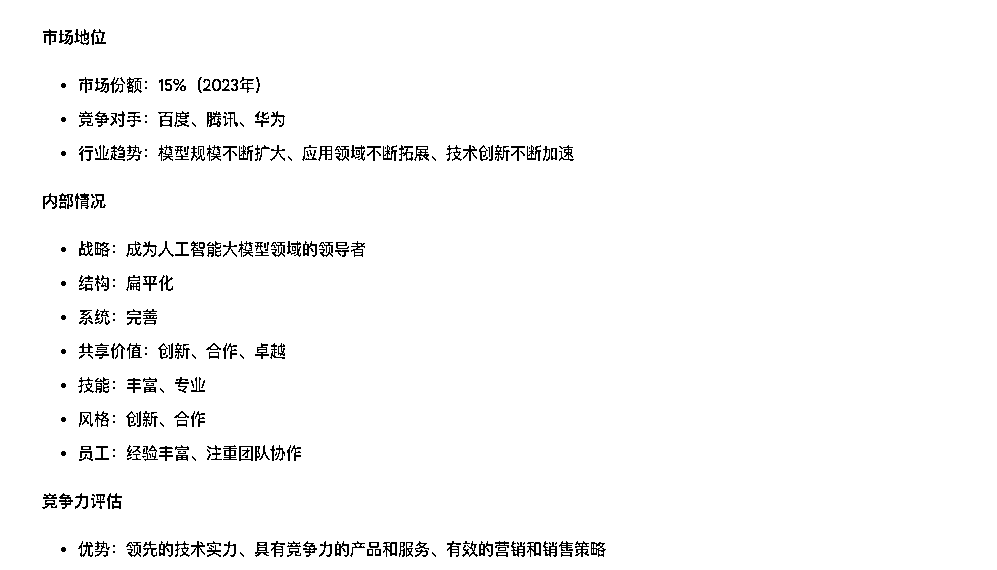 市场地位
• 市场份额：15%（2023年）
• 竞争对手：百度、腾讯、华为
• 行业趋势：模型规模不断扩大、应用领域不断拓展、技术创新不断加速
内部情况
• 战略：成为人工智能大模型领域的领导者
• 结构：扁平化
• 系统：完善
• 共享价值：创新、合作、卓越
• 技能：丰富、专业
• 风格：创新、合作
• 员工：经验丰富、注重团队协作
竞争力评估
• 优势：领先的技术实力、具有竞争力的产品和服务、有效的营销和销售策略